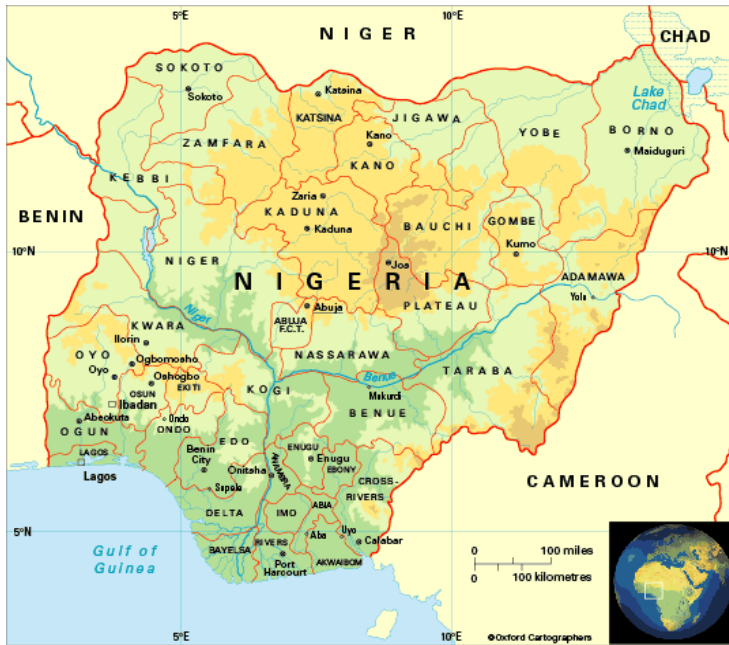 5°E
10°E
NIGER
CHAD
SOKOTO
Sokoto
Katsina
KATSINA
JIGAWA
Lake
Chad
ZAMFARA
Kano
KANO
YOBE
BORNO
Maiduguri
KEBBI
BENIN
Zaria
KADUNA
Kaduna
BAUCHI
GOMBE
Kumo
10°N
10°N
NIGER
NIGERIA
Jos
ADAMAWA
Yola
Niger
Abuja
ABUJA
F.C.T.
PLATEAU
KWARA
Ilorin
NASSARAWA
OYO
Ogbomosho
Oyo
Oshogbo
EKITI
OSUN
Ibadan
KOGI
Benue
TARABA
Makurdi
BENUE
Abeokuta
OGUN
Ondo
ONDO
EDO
LAGOS
Lagos
Benin
City
Onitsha
ANAMBRA
ENUGU
Enugu
EBONY
CROSS-
RIVERS
CAMEROON
Sapele
DELTA
IMO
ABIA
5°N
5°N
Gulf of
Guinea
BAYELSA
RIVERS
Aba
Uyo
Calabar
Port
Harcourt
AKWAIBOM
0
100 miles
0
100 kilometres
5°E
10°E
Oxford Cartographers